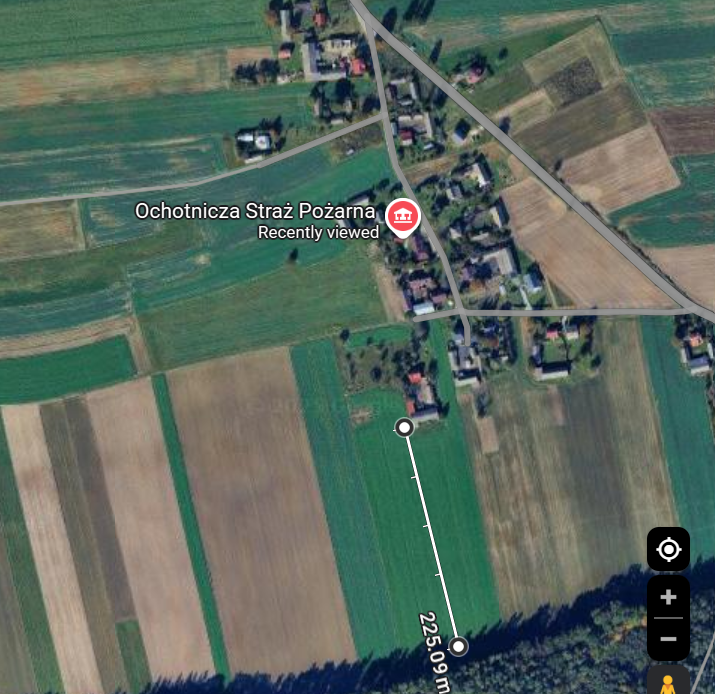 Ochotnicza Straż Pożarna
Recently viewed
225.09 m